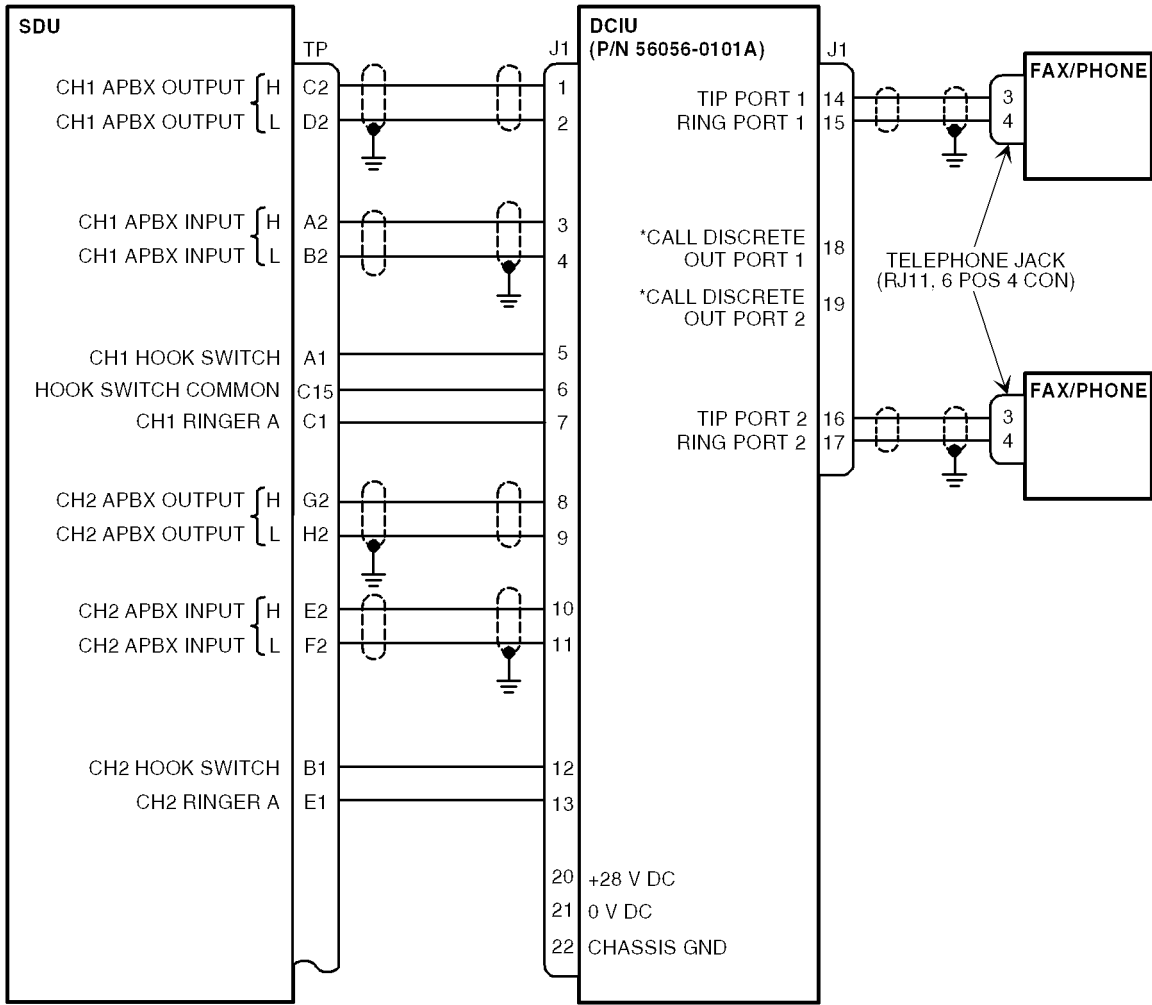 SDU
DCIU
(P/N 56056-0101A)
TP
J1
J1
FAX/PHONE
CH1 APBX OUTPUT { H C2 1
CH1 APBX OUTPUT { L D2 2
TIP PORT 1 14 3
RING PORT 1 15 4
CH1 APBX INPUT { H A2 3
CH1 APBX INPUT { L B2 4
*CALL DISCRETE
OUT PORT 1 18
TELEPHONE JACK
(RJ11, 6 POS 4 CON)
*CALL DISCRETE
OUT PORT 2 19
CH1 HOOK SWITCH A1 5
HOOK SWITCH COMMON C15 6
CH1 RINGER A C1 7
FAX/PHONE
TIP PORT 2 16 3
RING PORT 2 17 4
CH2 APBX OUTPUT { H G2 8
CH2 APBX OUTPUT { L H2 9
CH2 APBX INPUT { H E2 10
CH2 APBX INPUT { L F2 11
CH2 HOOK SWITCH B1 12
CH2 RINGER A E1 13
20 +28 V DC
21 0 V DC
22 CHASSIS GND